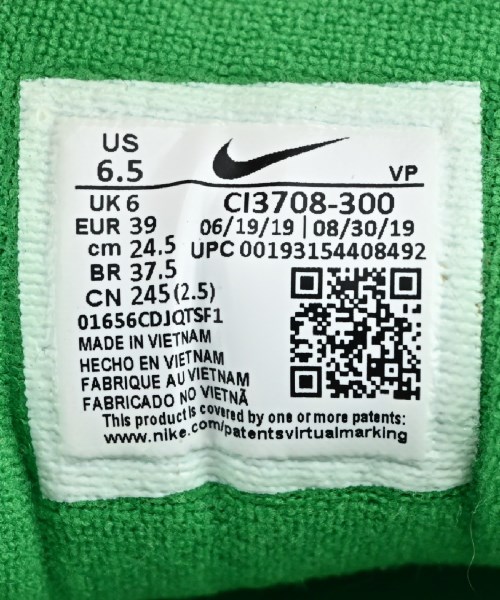 US
6.5
VP
UK 6
CI3708-300
EUR 39
06/19/19 | 08/30/19
cm 24.5
UPC 00193154408492
BR 37.5
CN 245 (2.5)
01656CDJQTSF1
MADE IN VIETNAM
HECHO EN VIETNAM
FABRIQUE AU VIETNAM
FABRICADO NO VIETNÃ
This product is covered by one or more patents:
www.nike.com/patentsvirtualmarking